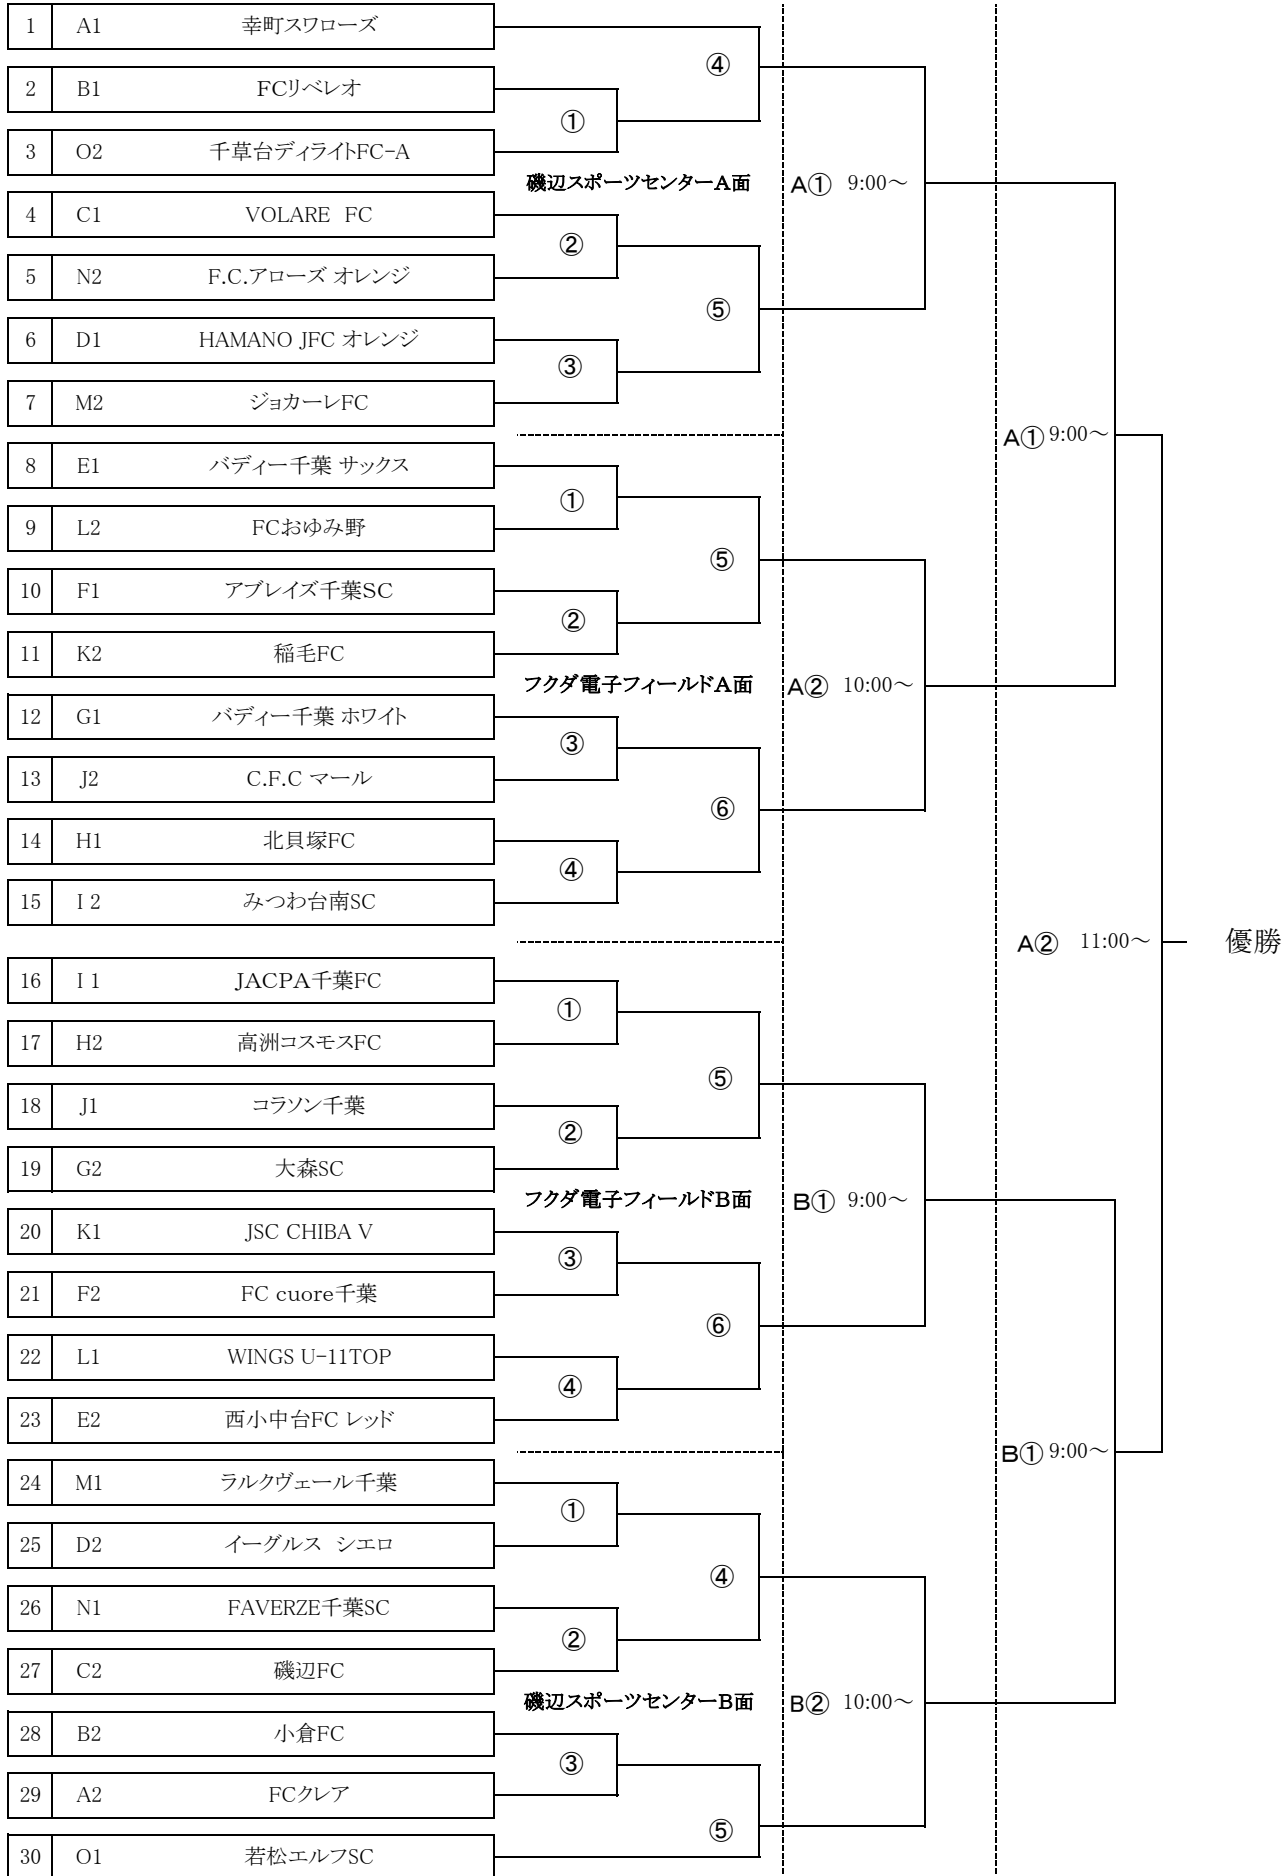 1 A1 幸町スワローズ
④
2 B1 FCリベレオ
①
3 O2 千草台ディライトFC-A
磯辺スポーツセンターA面 A① 9:00～
4 C1 VOLARE FC
②
5 N2 F.C.アローズ オレンジ
⑤
6 D1 HAMANO JFC オレンジ
③
7 M2 ジョカーレFC
A① 9:00～
8 E1 バディー千葉 サックス
①
9 L2 FCおゆみ野
⑤
10 F1 アブレイズ千葉SC
②
11 K2 稲毛FC
フクダ電子フィールドA面 A② 10:00～
12 G1 バディー千葉 ホワイト
③
13 J2 C.F.C マール
⑥
14 H1 北貝塚FC
④
15 I 2 みつわ台南SC
A② 11:00～ 優勝
16 I 1 JACPA千葉FC
①
17 H2 高洲コスモスFC
⑤
18 J1 コラソン千葉
②
19 G2 大森SC
フクダ電子フィールドB面 B① 9:00～
20 K1 JSC CHIBA V
③
21 F2 FC cuore千葉
⑥
22 L1 WINGS U-11TOP
④
23 E2 西小中台FC レッド
B① 9:00～
24 M1 ラルクヴェール千葉
①
25 D2 イーグルス シエロ
④
26 N1 FAVERZE千葉SC
②
27 C2 磯辺FC
磯辺スポーツセンターB面 B② 10:00～
28 B2 小倉FC
③
29 A2 FCクレア
⑤
30 O1 若松エルフSC